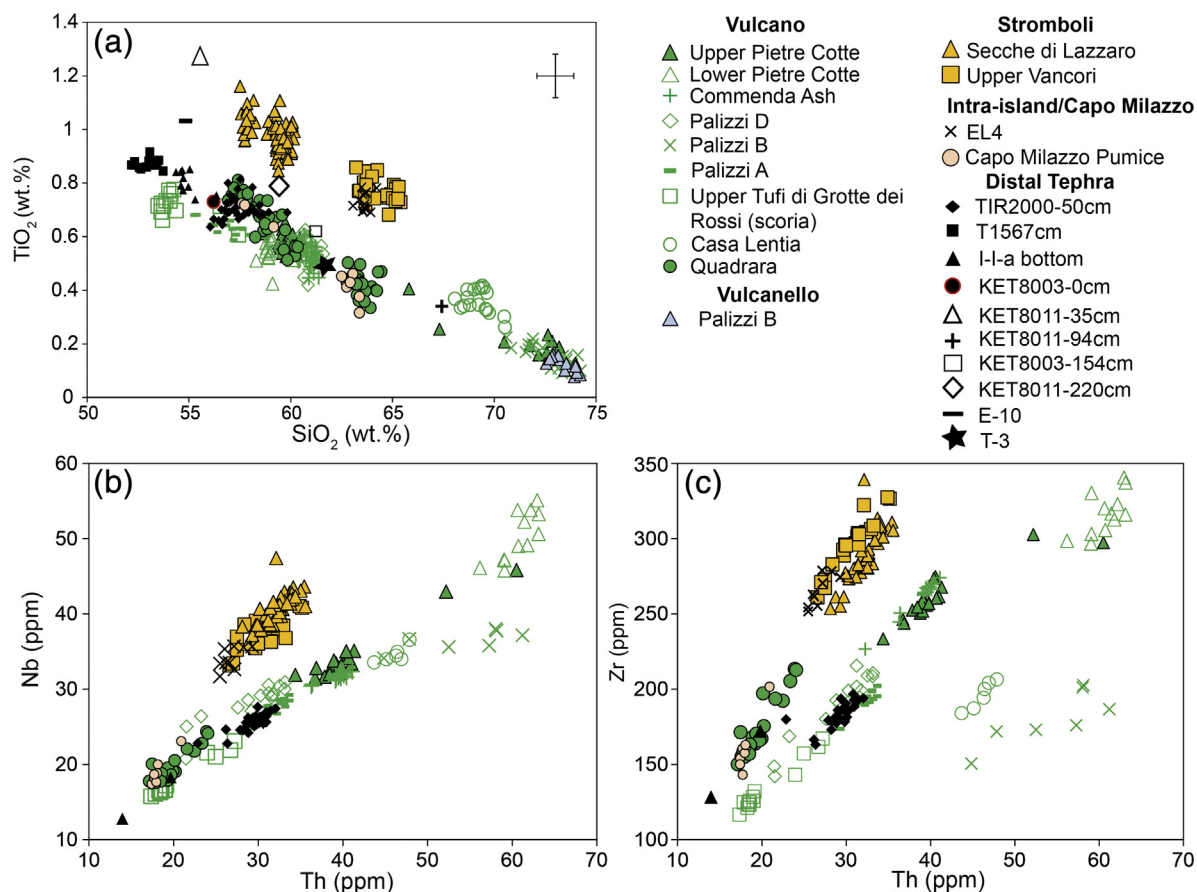 (a)
TiO2 (wt.%)
1.4
1.2
1
0.8
0.6
0.4
0.2
0
50
55
60
65
70
75
SiO2 (wt.%)
Vulcano
Upper Pietre Cotte
Lower Pietre Cotte
Commenda Ash
Palizzi D
Palizzi B
Palizzi A
Upper Tufi di Grotte dei
Rossi (scoria)
Casa Lentia
Quadrara
Vulcanello
Palizzi B
Stromboli
Secche di Lazzaro
Upper Vancori
Intra-island/Capo Milazzo
EL4
Capo Milazzo Pumice
Distal Tephra
TIR2000-50cm
T1567cm
I-I-a bottom
KET8003-0cm
KET8011-35cm
KET8011-94cm
KET8003-154cm
KET8011-220cm
E-10
T-3
(b)
Nb (ppm)
60
50
40
30
20
10
10
20
30
40
50
60
70
Th (ppm)
(c)
Zr (ppm)
350
300
250
200
150
100
10
20
30
40
50
60
70
Th (ppm)